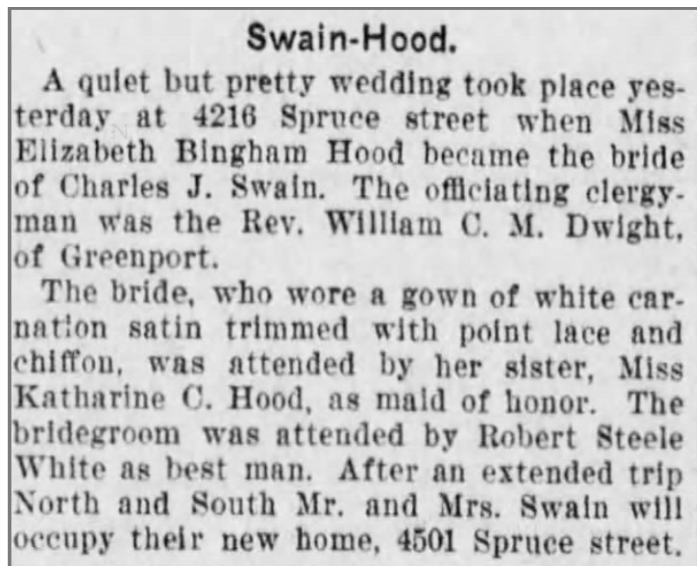 Swain-Hood.
A quiet but pretty wedding took place yes-
terday at 4216 Spruce street when Miss
Elizabeth Bingham Hood became the bride
of Charles J. Swain. The officiating clergy-
man was the Rev. William C. M. Dwight,
of Greenport.
The bride, who wore a gown of white car-
nation satin trimmed with point lace and
chiffon, was attended by her sister, Miss
Katharine C. Hood, as maid of honor. The
bridegroom was attended by Robert Steele
White as best man. After an extended trip
North and South Mr. and Mrs. Swain will
occupy their new home, 4501 Spruce street.